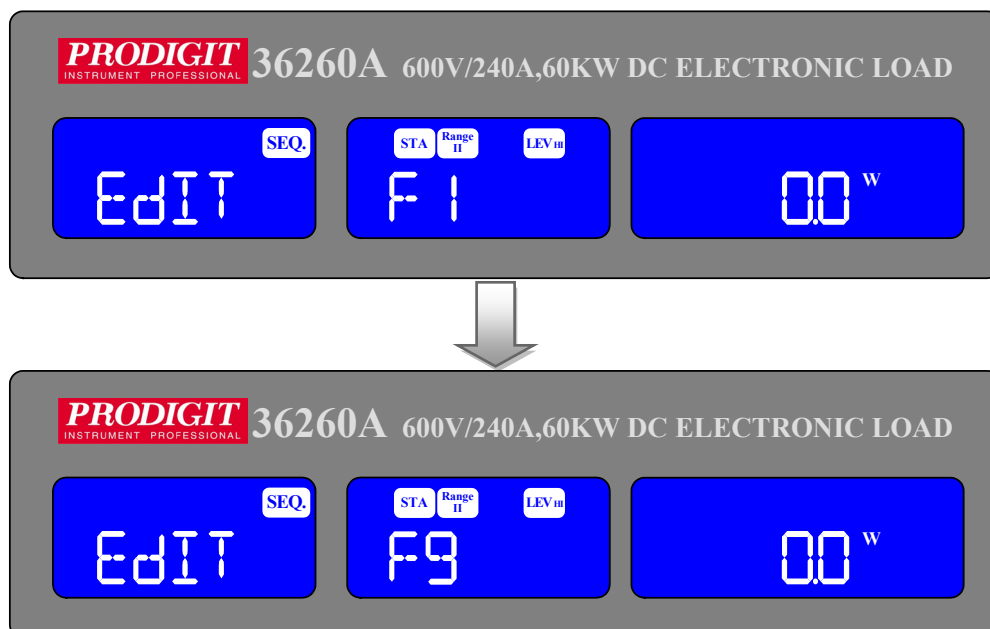 PRODIGIT
INSTRUMENT PROFESSIONAL
36260A 600V/240A,60KW DC ELECTRONIC LOAD
SEQ.
EdIT
STA Range II LEV HI
F1
0.0 W
PRODIGIT
INSTRUMENT PROFESSIONAL
36260A 600V/240A,60KW DC ELECTRONIC LOAD
SEQ.
EdIT
STA Range II LEV HI
F9
0.0 W